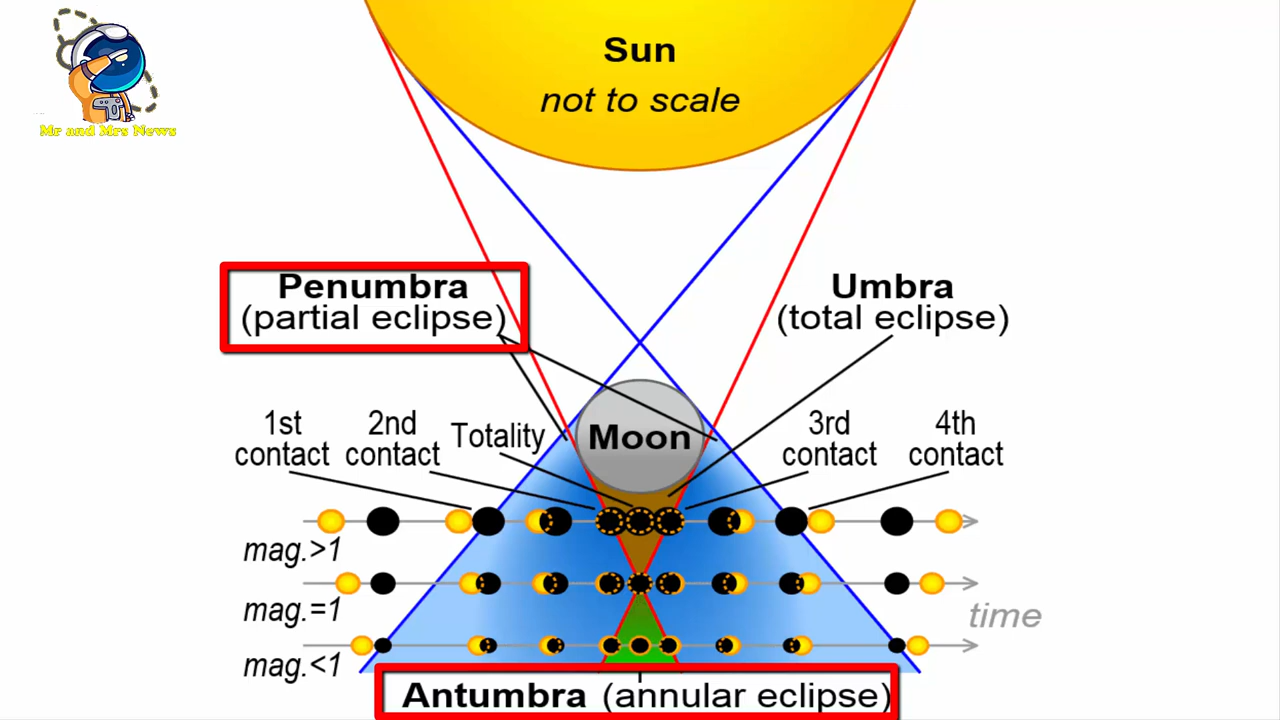 Mr and Mrs News
Sun
not to scale
Penumbra
(partial eclipse)
Umbra
(total eclipse)
1st
contact
2nd
contact
Totality
Moon
3rd
contact
4th
contact
mag.>1
mag.=1
time
mag.<1
Antumbra (annular eclipse)